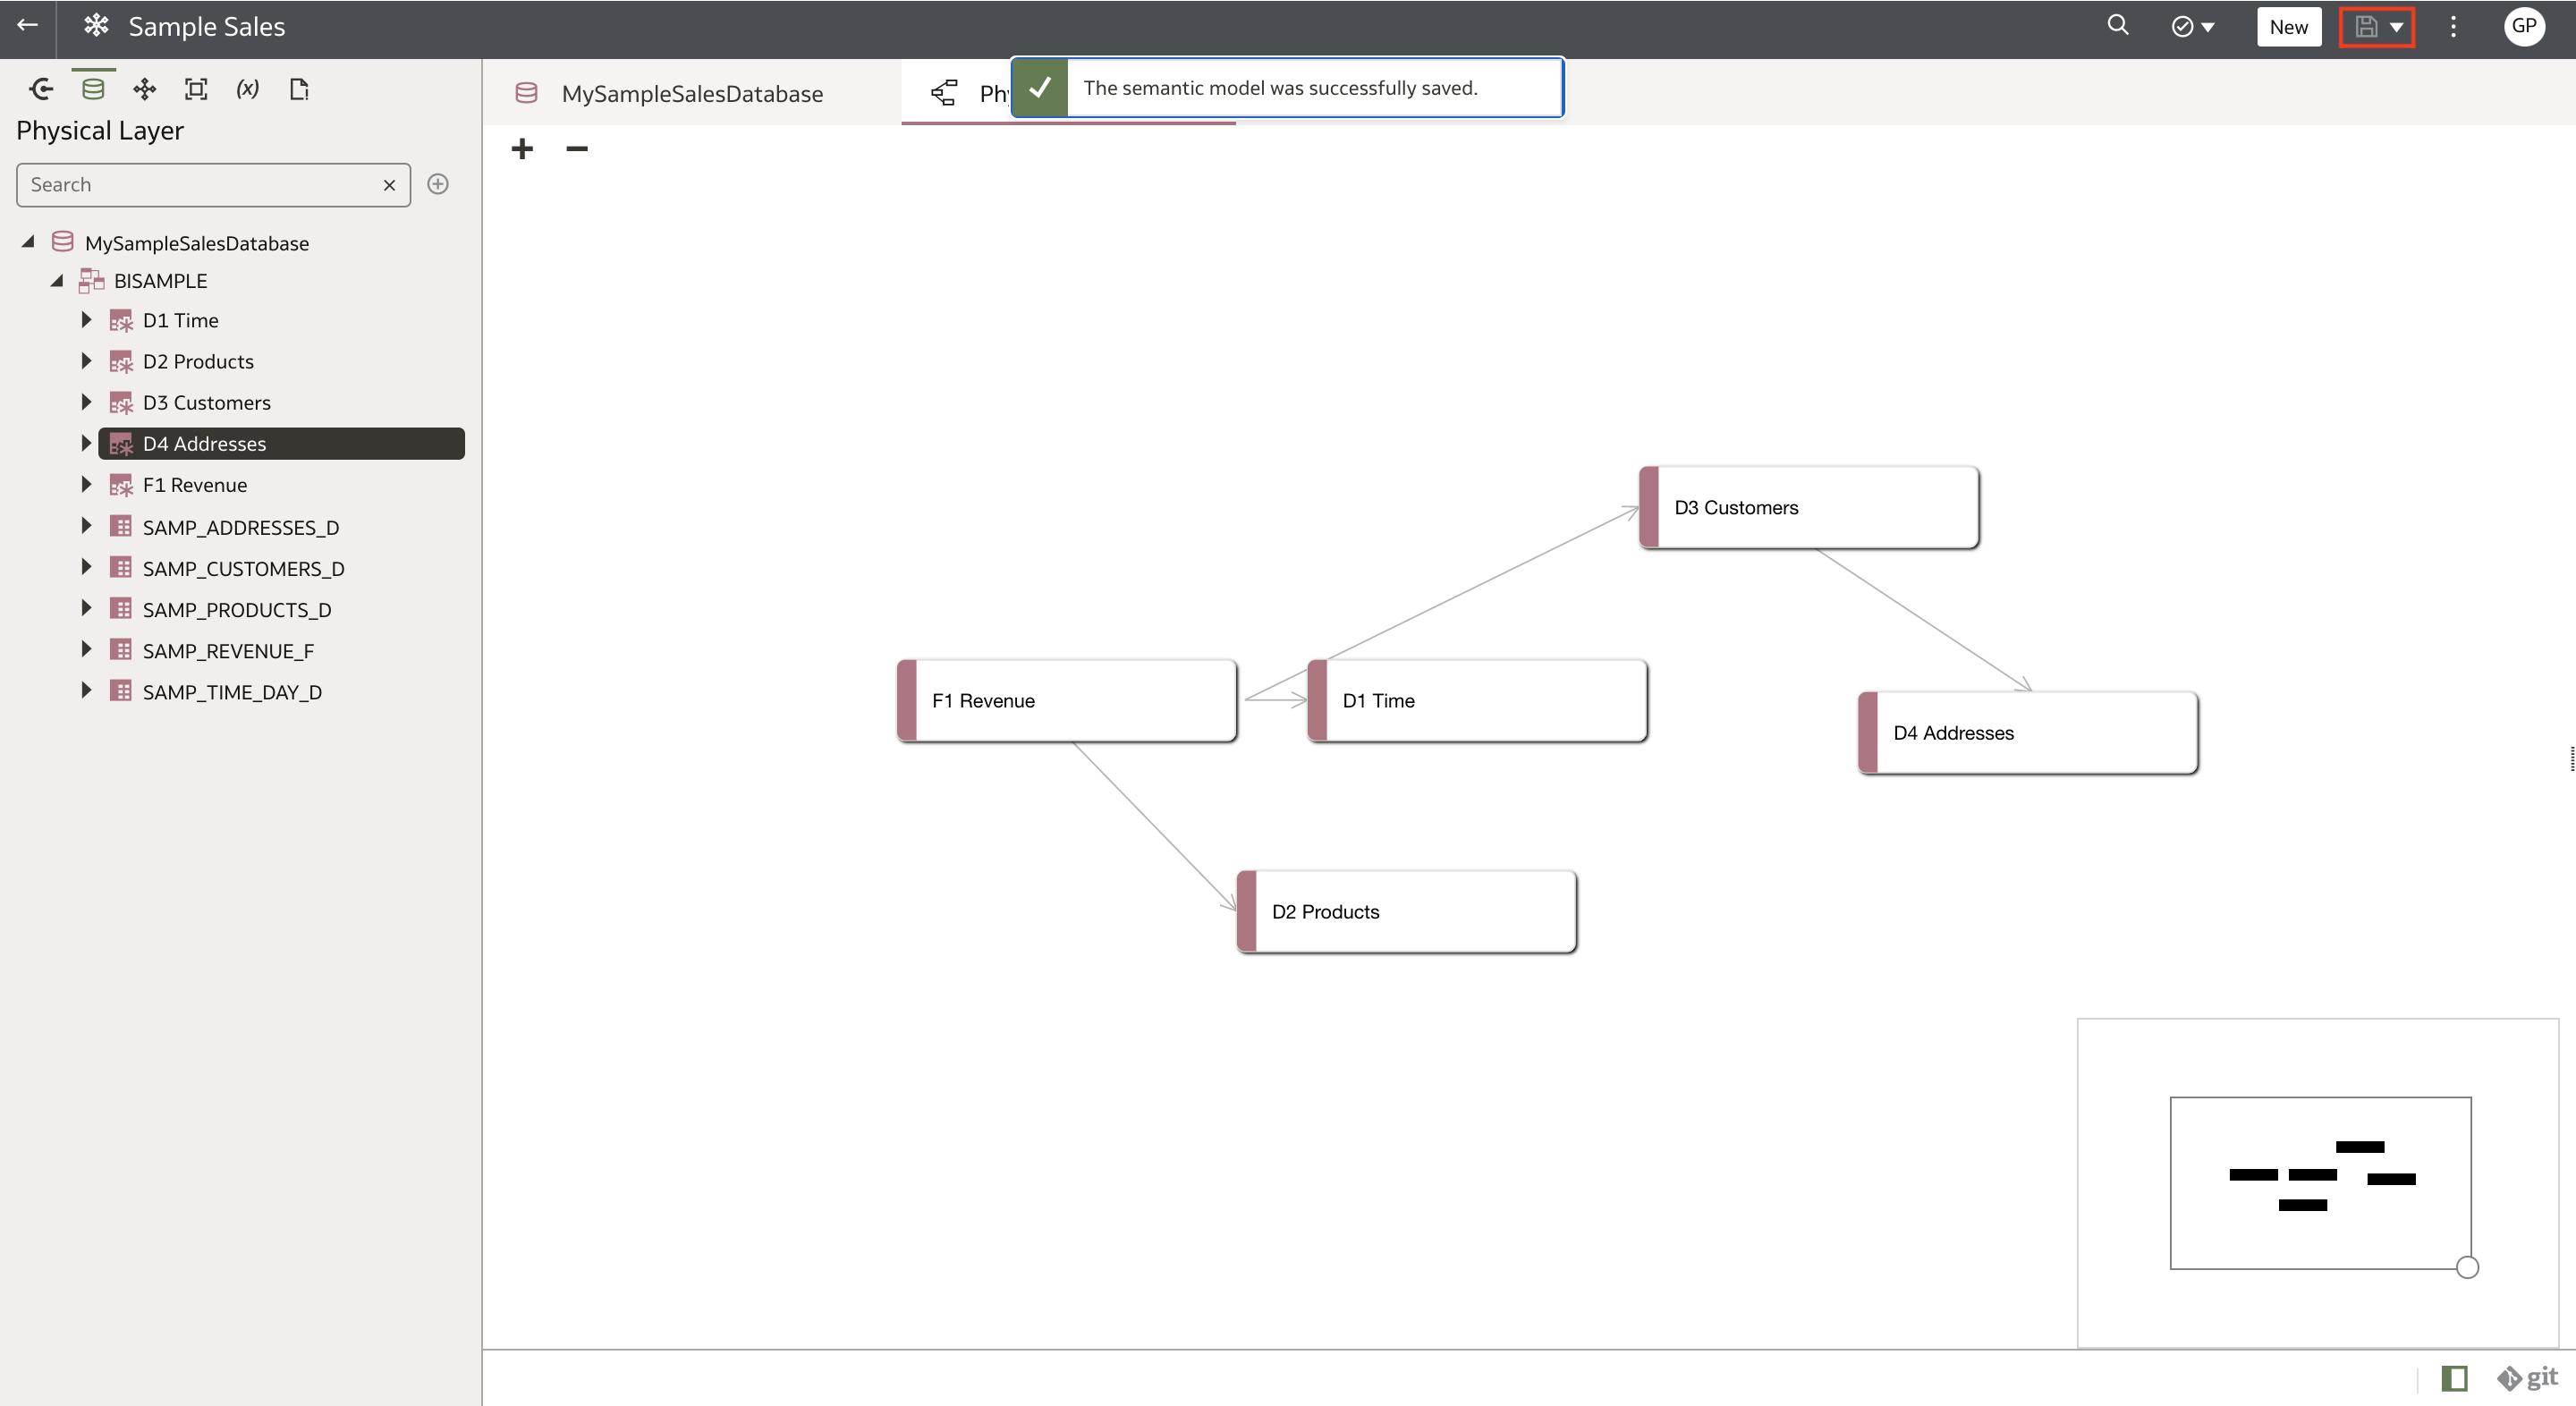 Sample Sales
New
GP
(x)
Physical Layer
Search
MySampleSalesDatabase
BISAMPLE
D1 Time
D2 Products
D3 Customers
D4 Addresses
F1 Revenue
SAMP_ADDRESSES_D
SAMP_CUSTOMERS_D
SAMP_PRODUCTS_D
SAMP_REVENUE_F
SAMP_TIME_DAY_D
MySampleSalesDatabase
The semantic model was successfully saved.
D3 Customers
F1 Revenue
D1 Time
D4 Addresses
D2 Products
git